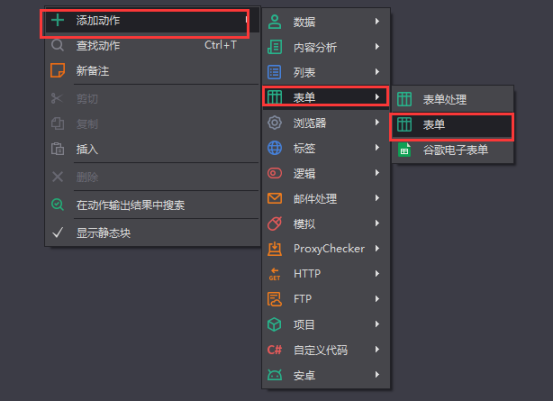 添加动作
查找动作 Ctrl+T
新备注
剪切
复制
插入
删除
在动作输出结果中搜索
显示静态块
数据
内容分析
列表
表单
浏览器
标签
逻辑
邮件处理
模拟
ProxyChecker
HTTP
FTP
项目
C# 自定义代码
安卓
表单处理
表单
谷歌电子表单